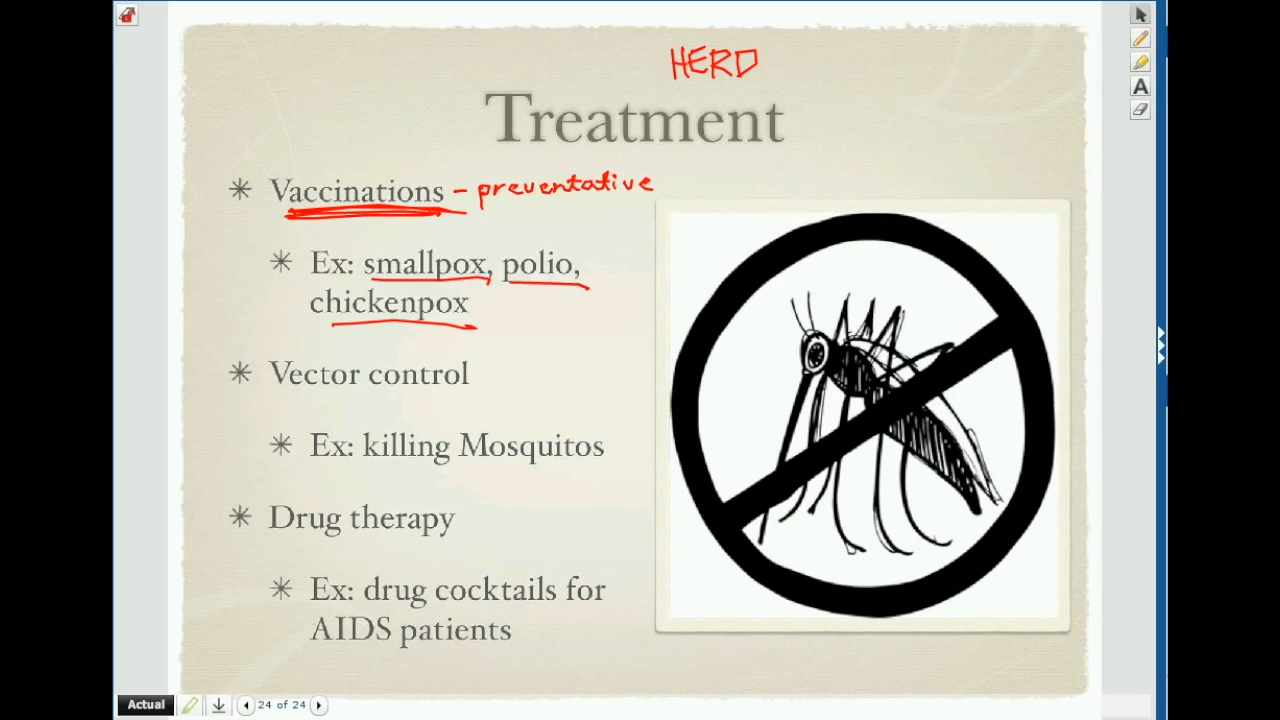 HERD
Treatment
Vaccinations - preventative
Ex: smallpox, polio,
chickenpox
Vector control
Ex: killing Mosquitos
Drug therapy
Ex: drug cocktails for
AIDS patients
A
Actual
24 of 24